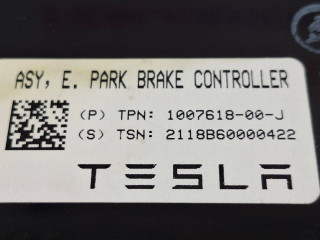 ASY, E. PARK BRAKE CONTROLLER
(P) TPN: 1007618-00-J
(S) TSN: 2118B60000422
TESLA